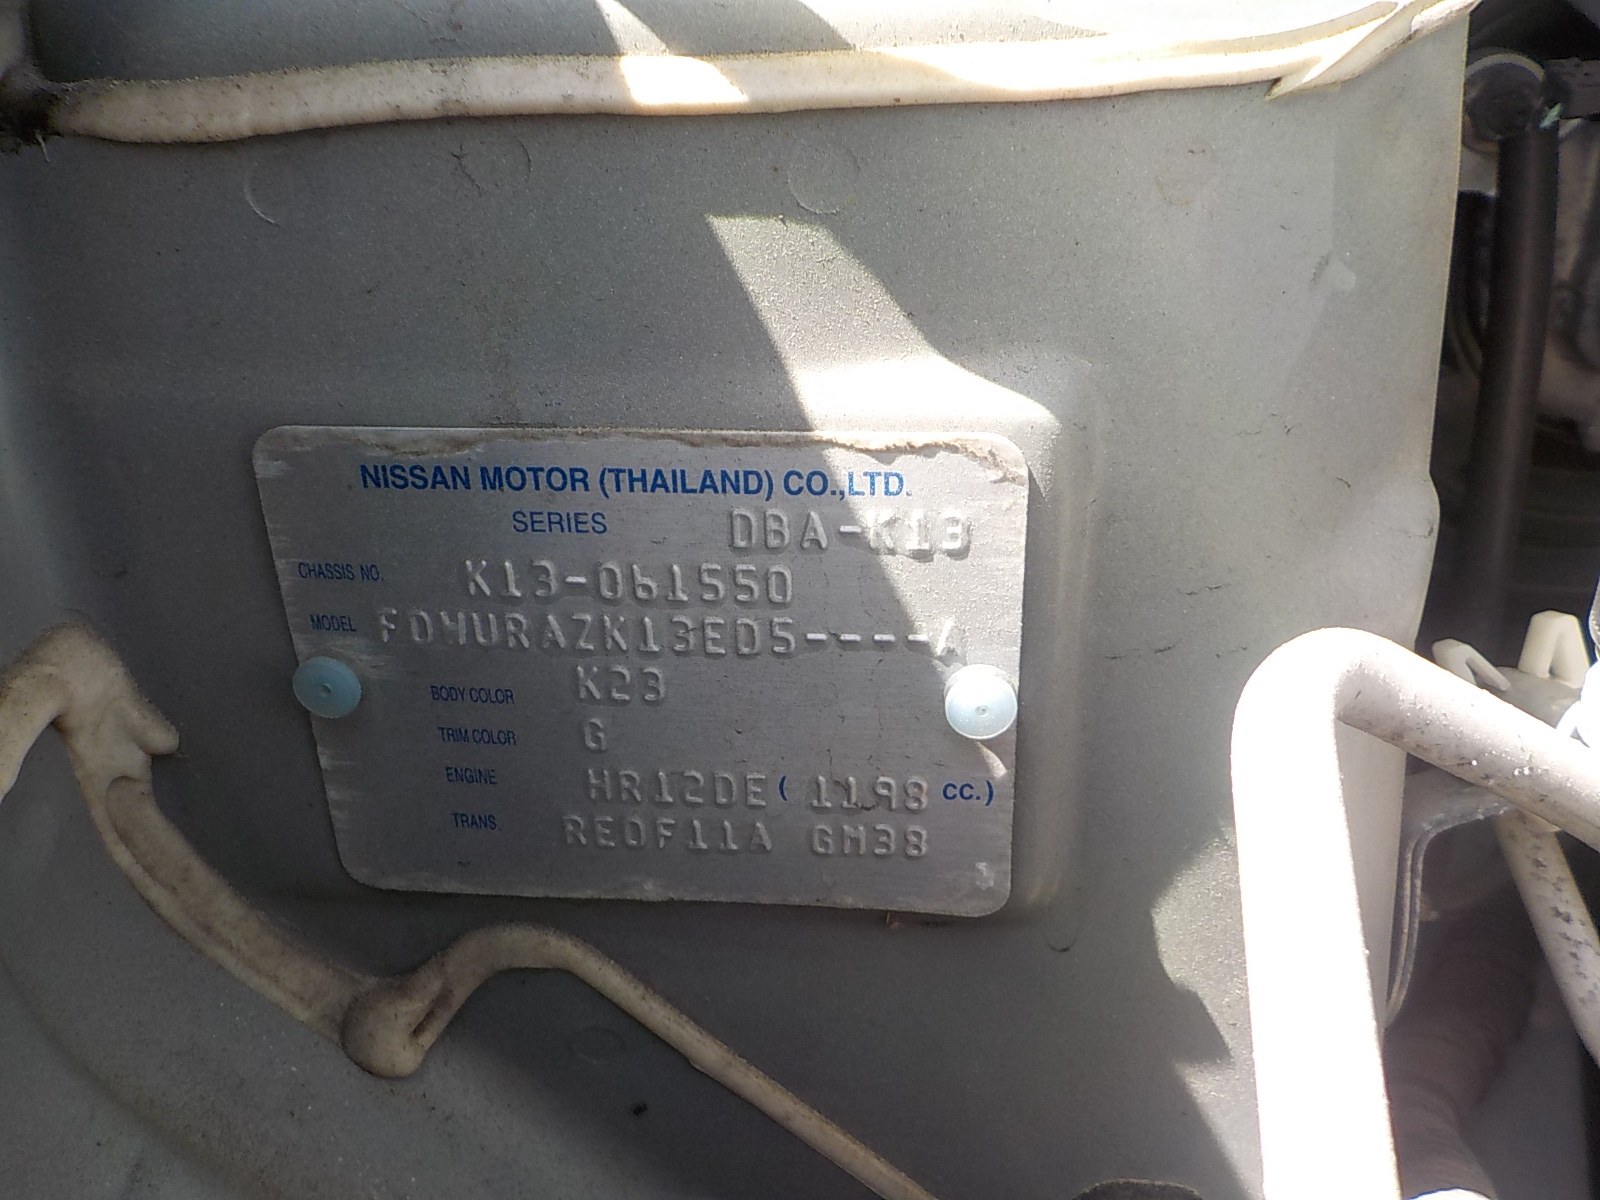 NISSAN MOTOR (THAILAND) CO.,LTD.
SERIES DBA-K13
CHASSIS NO. K13-061550
MODEL FDMURAZK13EDS----A
BODY COLOR K23
TRIM COLOR G
ENGINE HR12DE ( 1198 CC.)
TRANS. RE0F11A GM38